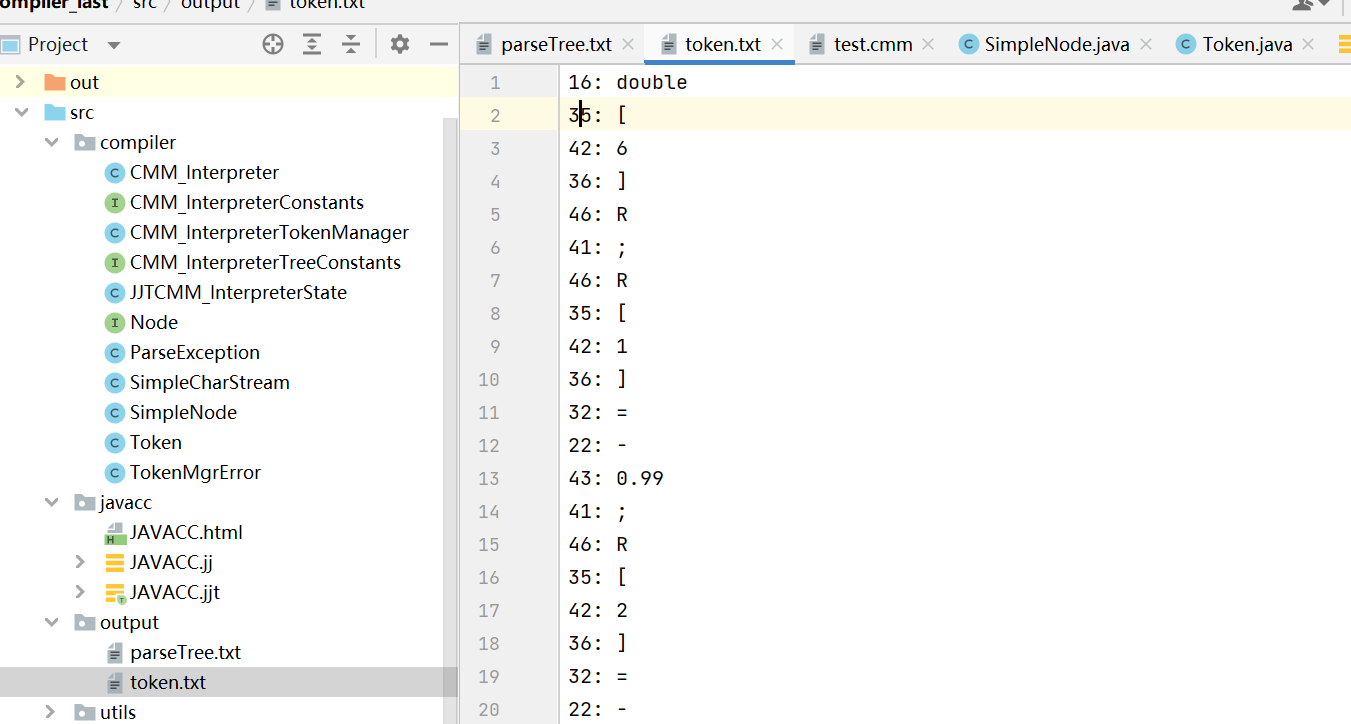 ompiler_last / src / output / token.txt
Project
parseTree.txt
token.txt
test.cmm
SimpleNode.java
Token.java
out
src
compiler
CMM_Interpreter
CMM_InterpreterConstants
CMM_InterpreterTokenManager
CMM_InterpreterTreeConstants
JJTCMM_InterpreterState
Node
ParseException
SimpleCharStream
SimpleNode
Token
TokenMgrError
javacc
JAVACC.html
JAVACC.jj
JAVACC.jjt
output
parseTree.txt
token.txt
utils
1 16: double
2 35: [
3 42: 6
4 36: ]
5 46: R
6 41: ;
7 46: R
8 35: [
9 42: 1
10 36: ]
11 32: =
12 22: -
13 43: 0.99
14 41: ;
15 46: R
16 35: [
17 42: 2
18 36: ]
19 32: =
20 22: -